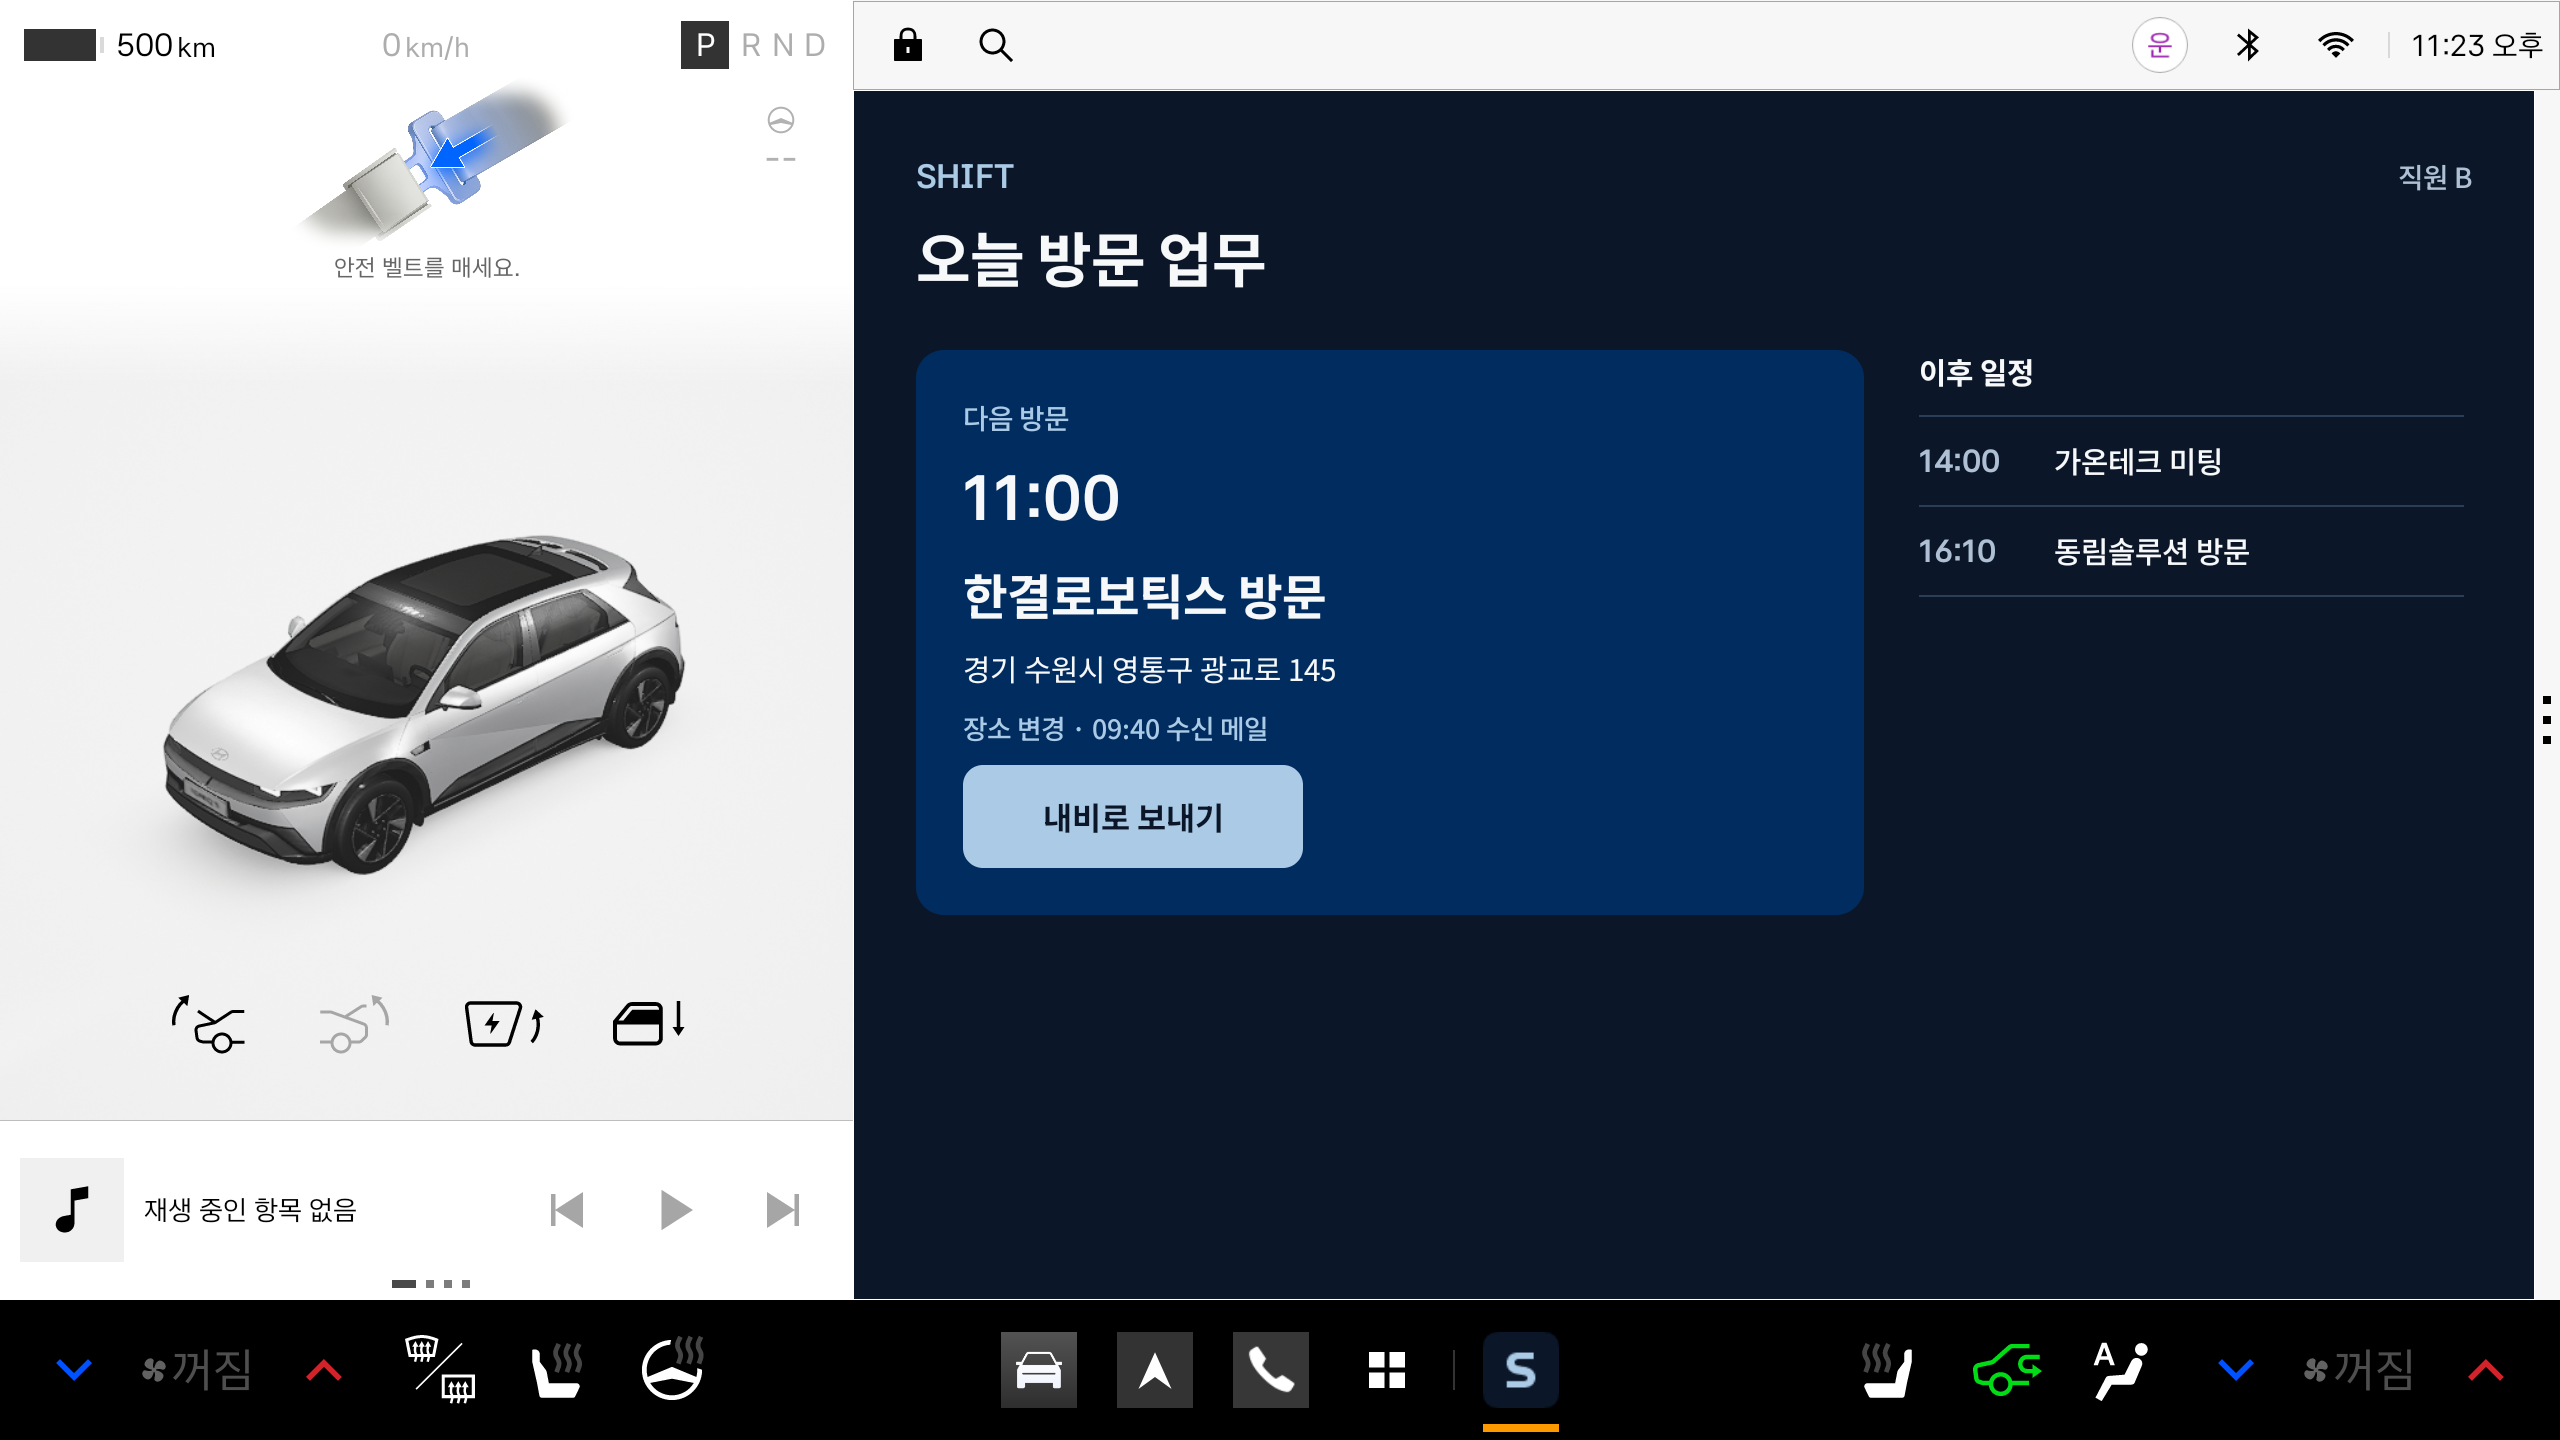 500 km
0 km/h
P R N D
안전 벨트를 매세요.
--
재생 중인 항목 없음
운
11:23 오후
SHIFT
직원 B
오늘 방문 업무
다음 방문
11:00
한결로보틱스 방문
경기 수원시 영통구 광교로 145
장소 변경 · 09:40 수신 메일
내비로 보내기
이후 일정
14:00 가온테크 미팅
16:10 동림솔루션 방문
꺼짐
S
A
꺼짐